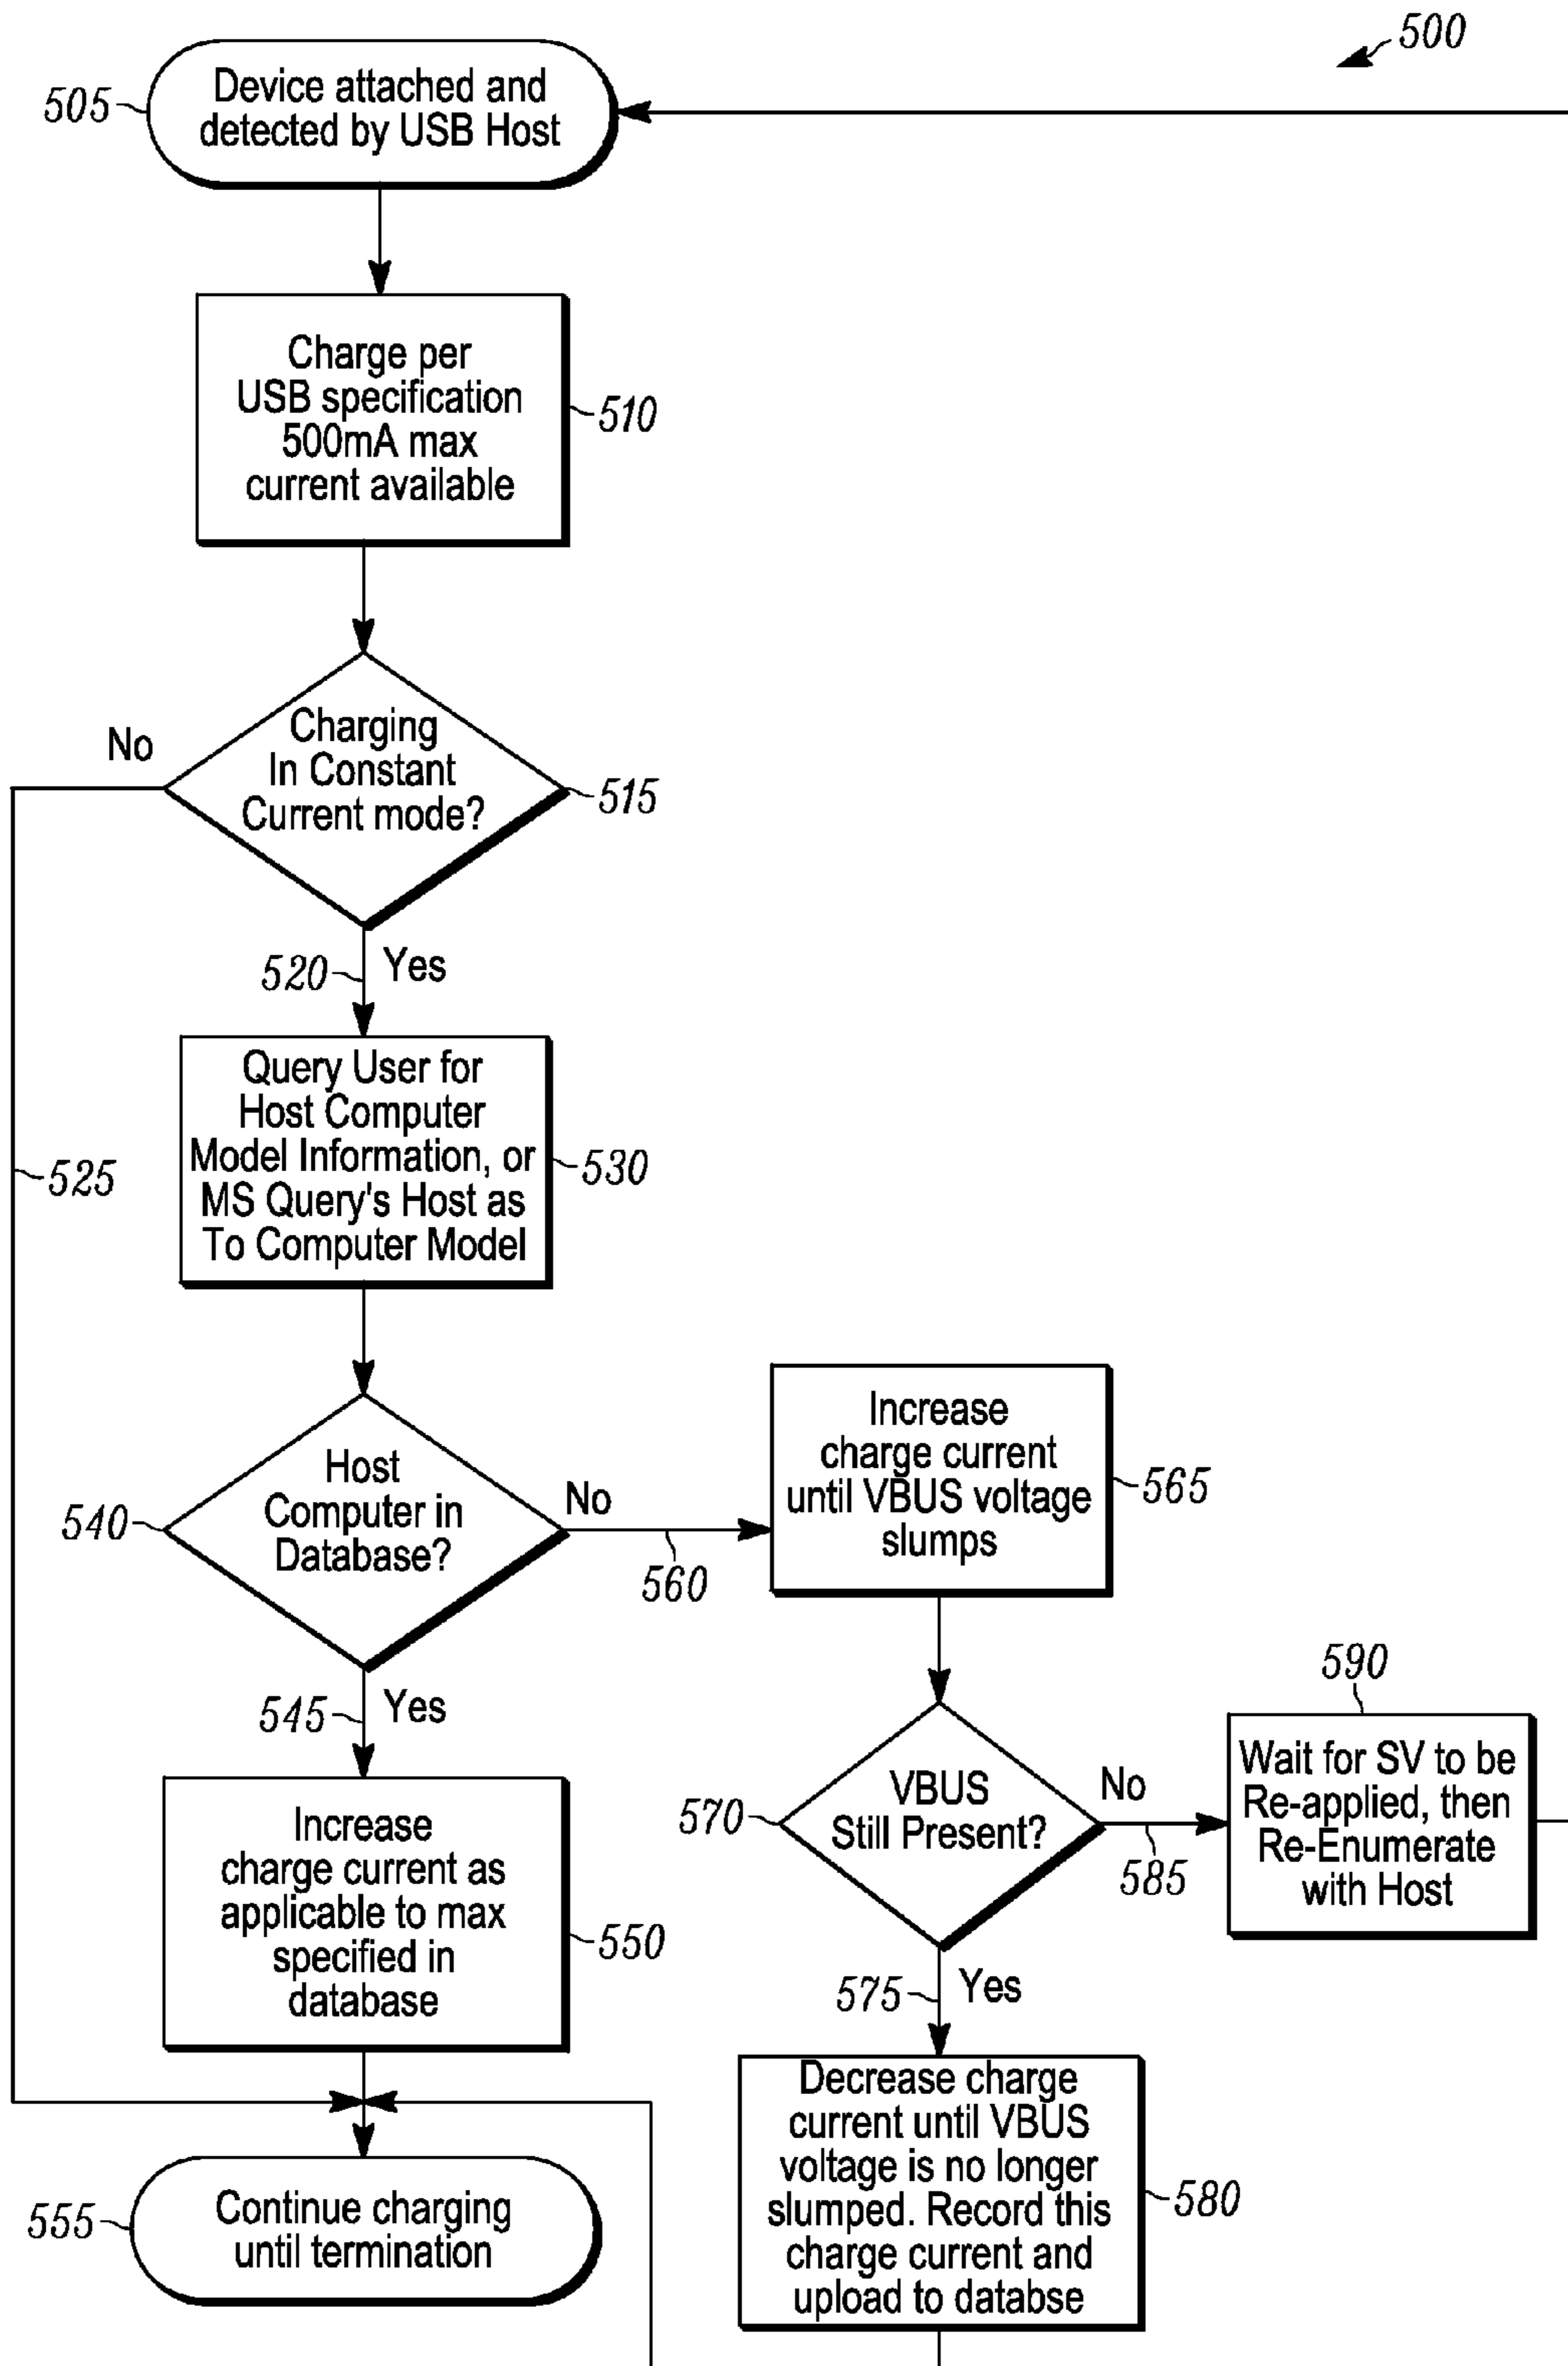 500
505
Device attached and
detected by USB Host
Charge per
USB specification
500mA max
current available
510
No
Charging
In Constant
Current mode?
515
520
Yes
525
Query User for
Host Computer
Model Information, or
MS Query's Host as
To Computer Model
530
540
Host
Computer in
Database?
No
560
Increase
charge current
until VBUS voltage
slumps
565
545
Yes
Increase
charge current as
applicable to max
specified in
database
550
570
VBUS
Still Present?
No
585
590
Wait for SV to be
Re-applied, then
Re-Enumerate
with Host
575
Yes
Decrease charge
current until VBUS
voltage is no longer
slumped. Record this
charge current and
upload to databse
580
555
Continue charging
until termination